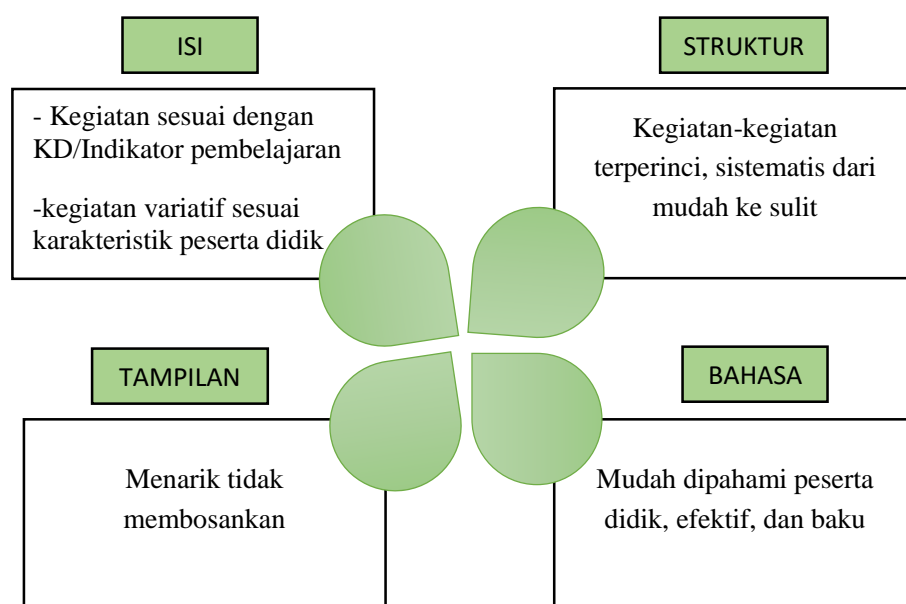 ISI
- Kegiatan sesuai dengan
KD/Indikator pembelajaran
-kegiatan variatif sesuai
karakteristik peserta didik
STRUKTUR
Kegiatan-kegiatan
terperinci, sistematis dari
mudah ke sulit
TAMPILAN
Menarik tidak
membosankan
BAHASA
Mudah dipahami peserta
didik, efektif, dan baku